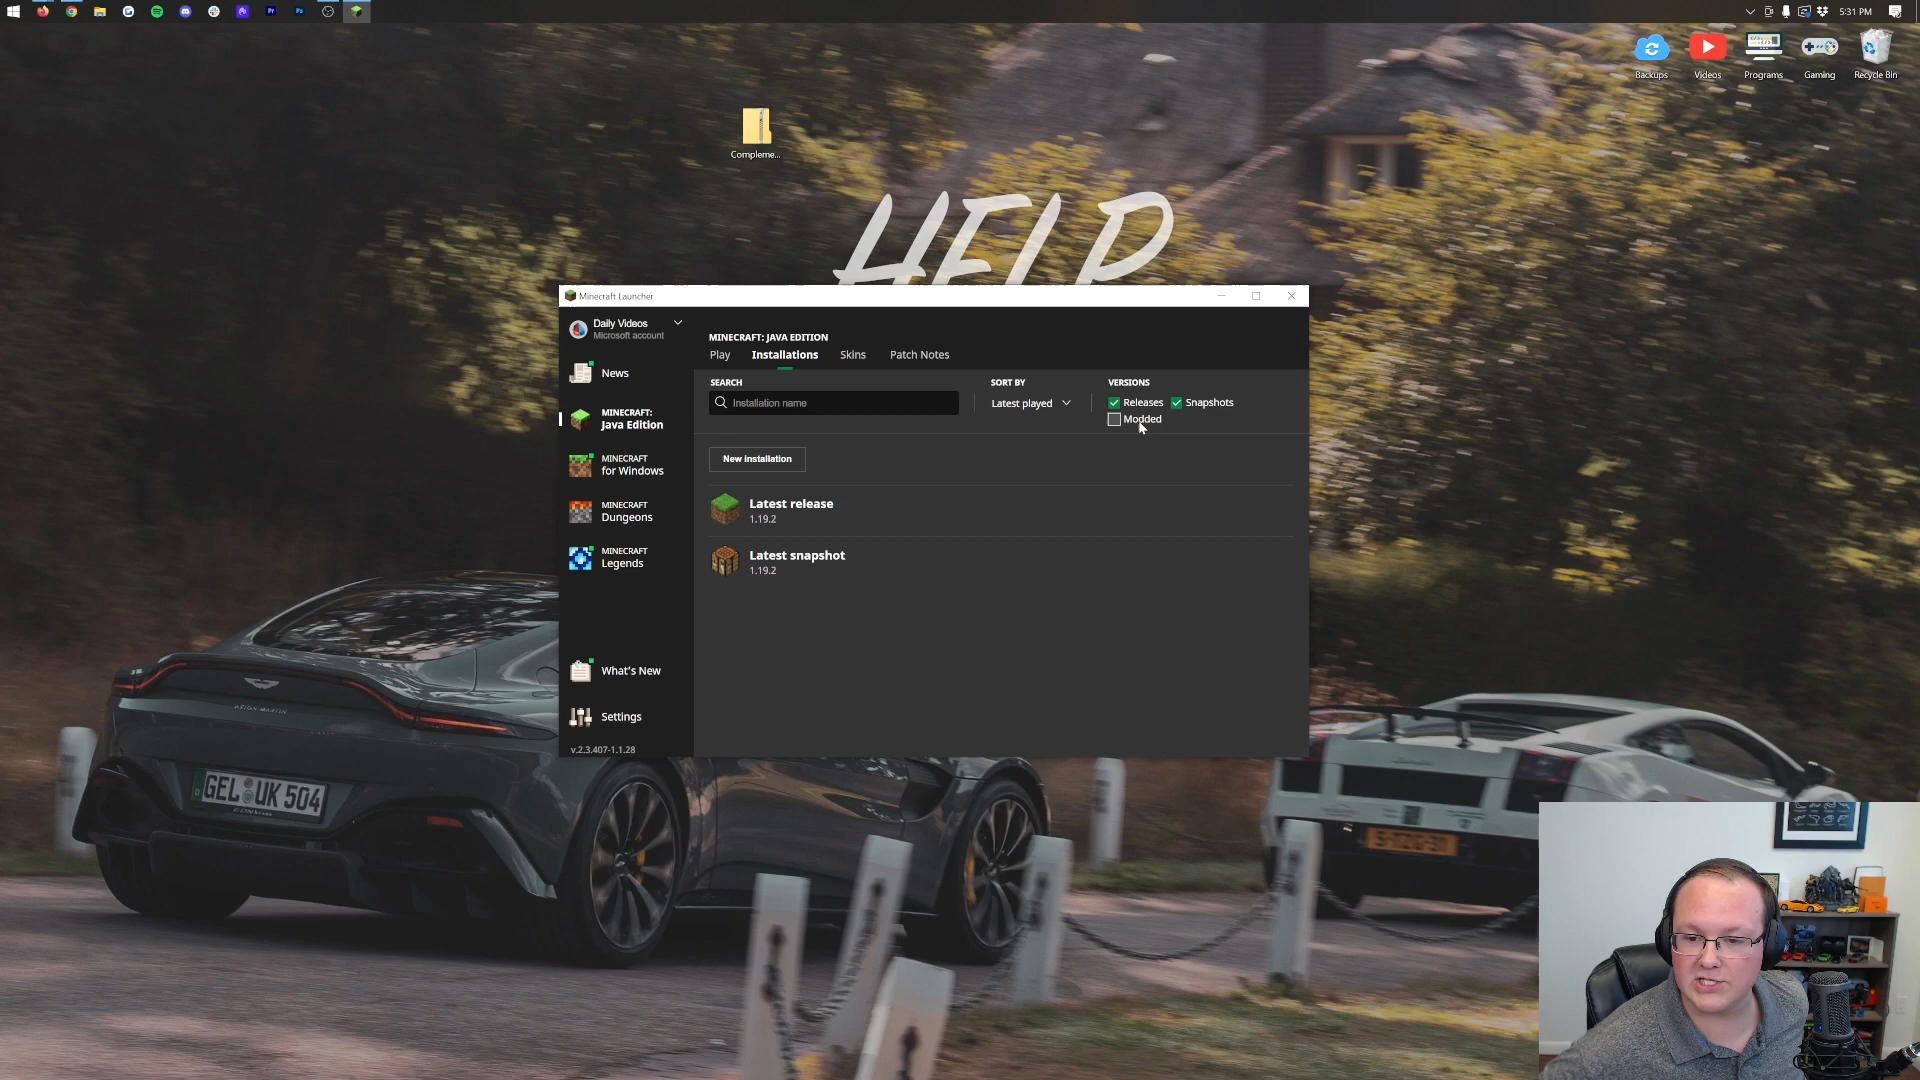 5:31 PM
Backups
Videos
Programs
Gaming
Recycle Bin
Compleme...
HELP
Minecraft Launcher
Daily Videos
Microsoft account
News
MINECRAFT:
Java Edition
MINECRAFT
for Windows
MINECRAFT
Dungeons
MINECRAFT
Legends
What's New
Settings
v.2.3.407-1.1.28
MINECRAFT: JAVA EDITION
Play Installations Skins Patch Notes
SEARCH
Installation name
SORT BY
Latest played
VERSIONS
Releases Snapshots
Modded
New installation
Latest release
1.19.2
Latest snapshot
1.19.2
ASTON MARTIN
GEL UK 504